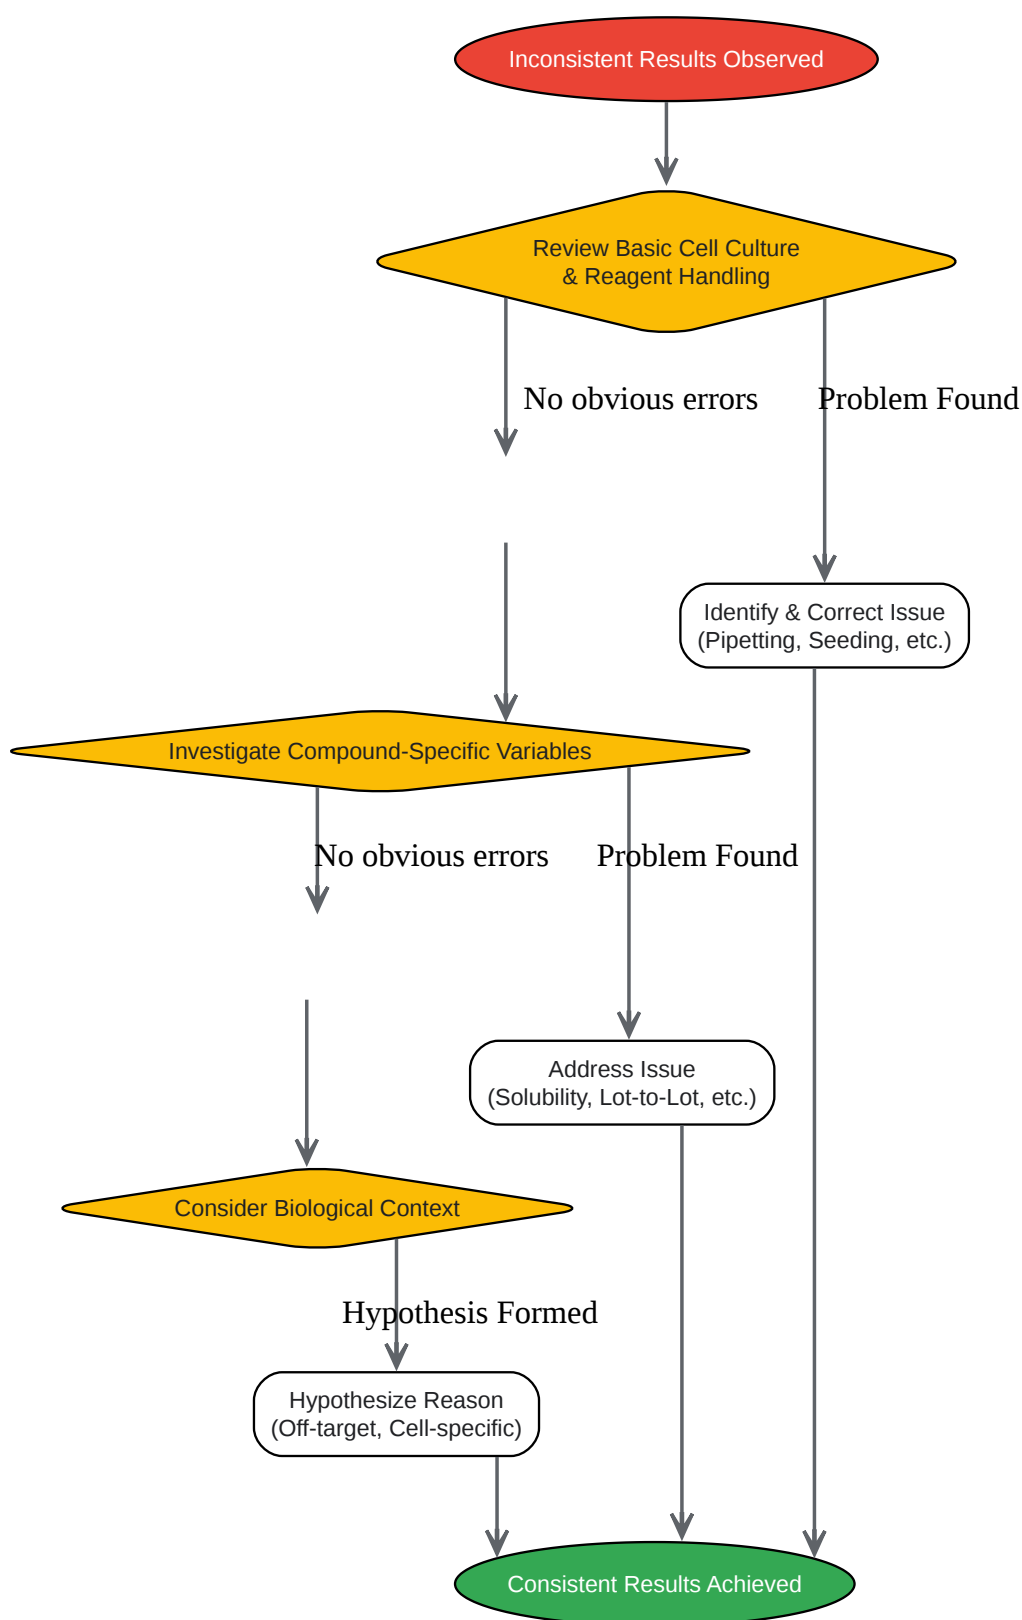 Inconsistent Results Observed
Review Basic Cell Culture
& Reagent Handling
No obvious errors
Problem Found
Identify & Correct Issue
(Pipetting, Seeding, etc.)
Investigate Compound-Specific Variables
No obvious errors
Problem Found
Address Issue
(Solubility, Lot-to-Lot, etc.)
Consider Biological Context
Hypothesis Formed
Hypothesize Reason
(Off-target, Cell-specific)
Consistent Results Achieved